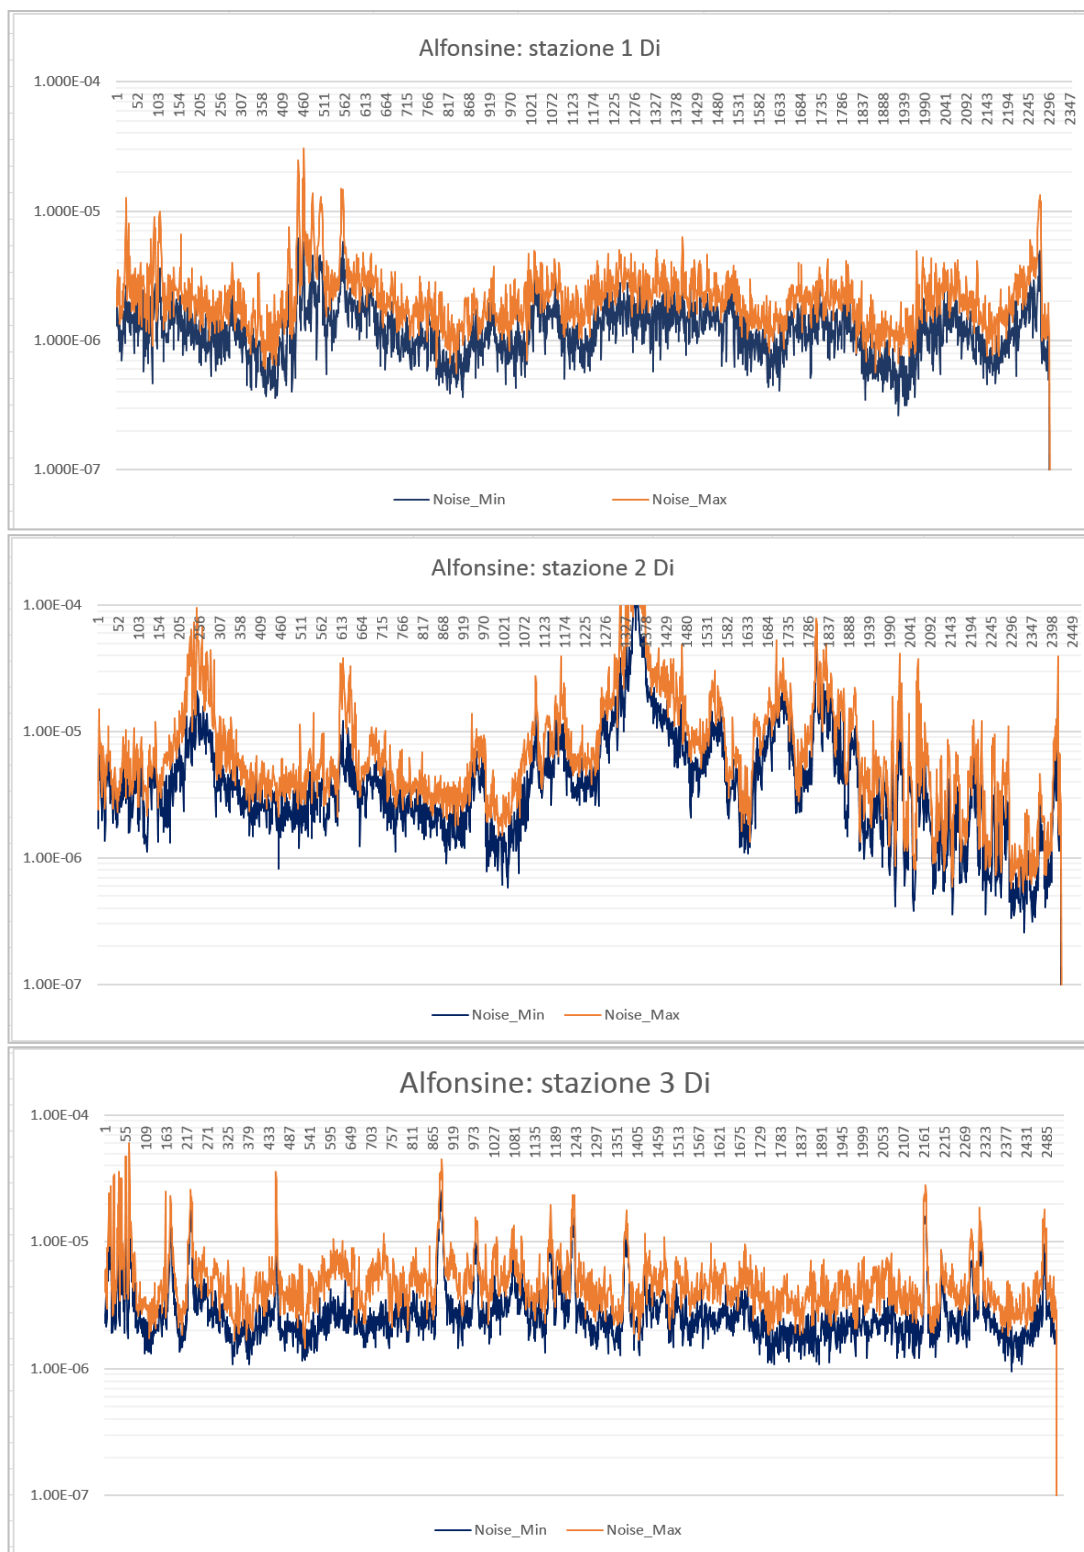 Alfonsine: stazione 1 Di
1.000E-04
1 52 103 154 205 256 307 358 409 460 511 562 613 664 715 766 817 868 919 970 1021 1072 1123 1174 1225 1276 1327 1378 1429 1480 1531 1582 1633 1684 1735 1786 1837 1888 1939 1990 2041 2092 2143 2194 2245 2296 2347
1.000E-05
1.000E-06
1.000E-07
Noise_Min Noise_Max
Alfonsine: stazione 2 Di
1.00E-04
1 52 103 154 205 256 307 358 409 460 511 562 613 664 715 766 817 868 919 970 1021 1072 1123 1174 1225 1276 1327 1378 1429 1480 1531 1582 1633 1684 1735 1786 1837 1888 1939 1990 2041 2092 2143 2194 2245 2296 2347 2398 2449
1.00E-05
1.00E-06
1.00E-07
Noise_Min Noise_Max
Alfonsine: stazione 3 Di
1.00E-04
1 55 109 163 217 271 325 379 433 487 541 595 649 703 757 811 865 919 973 1027 1081 1135 1189 1243 1297 1351 1405 1459 1513 1567 1621 1675 1729 1783 1837 1891 1945 1999 2053 2107 2161 2215 2269 2323 2377 2431 2485
1.00E-05
1.00E-06
1.00E-07
Noise_Min Noise_Max